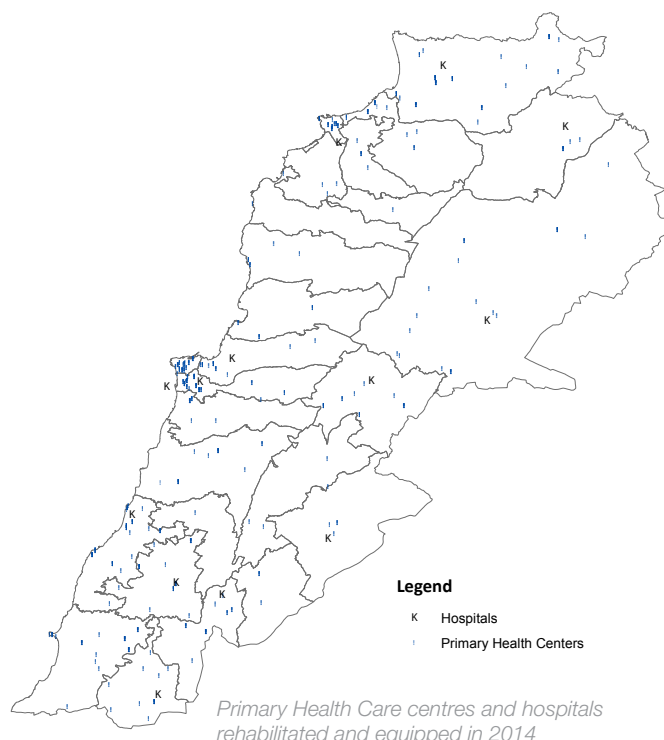 K
K
K
K
K
K
K
K
K
K
K
K
K
Legend
K Hospitals
Primary Health Centers
Primary Health Care centres and hospitals
rehabilitated and equipped in 2014